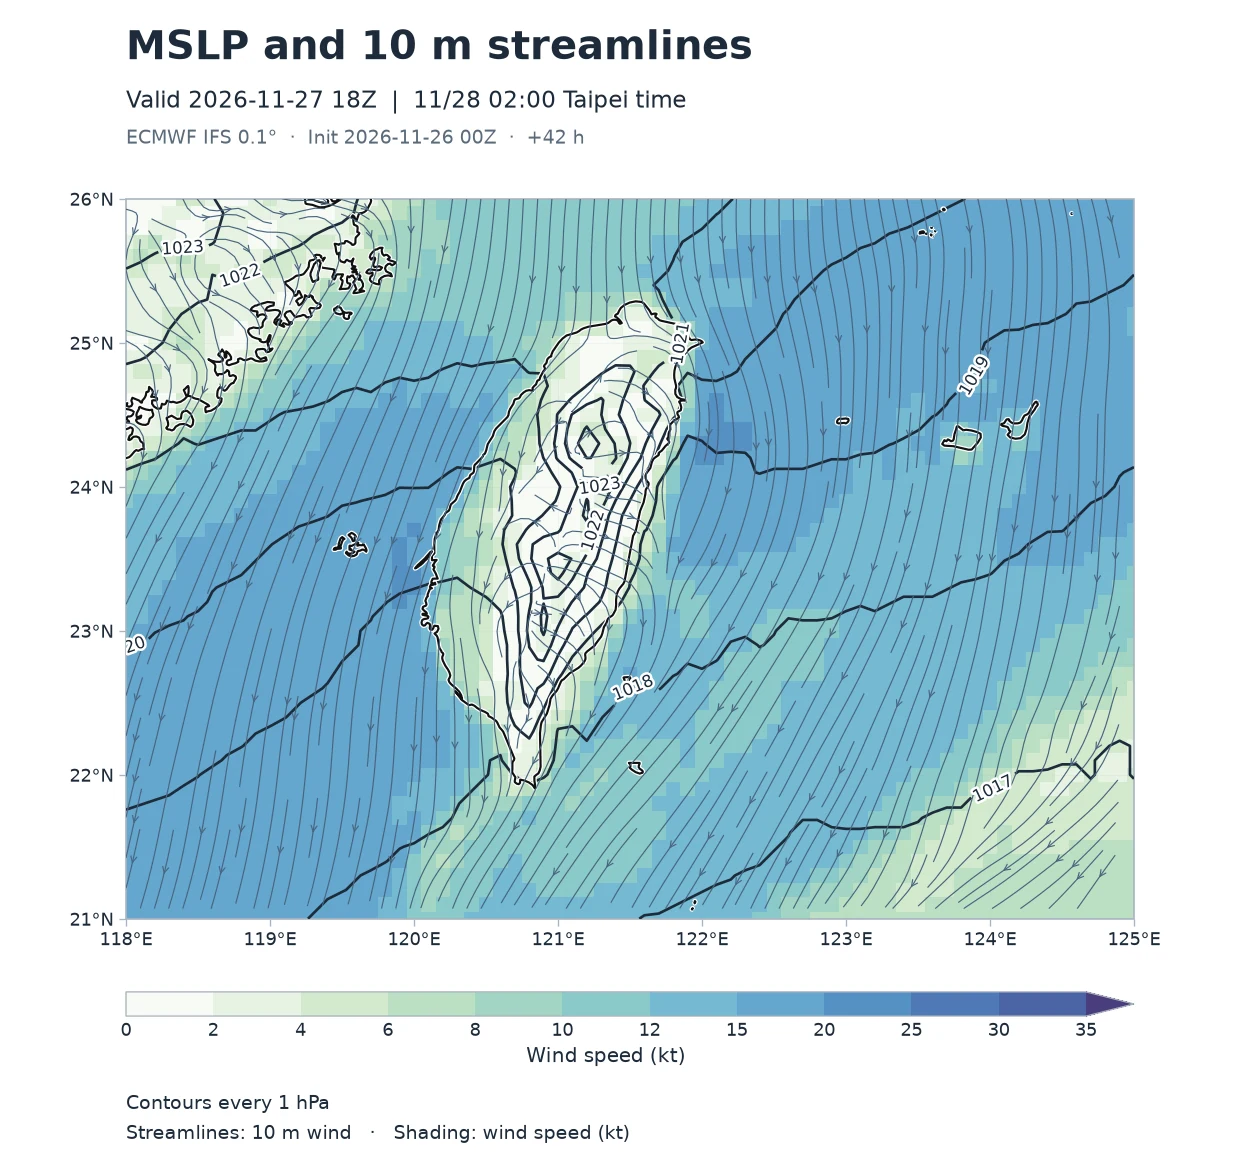 MSLP and 10 m streamlines
Valid 2026-11-27 18Z | 11/28 02:00 Taipei time
ECMWF IFS 0.1° · Init 2026-11-26 00Z · +42 h
26°N
1023
1022
25°N
1021
1019
24°N
1023
1022
23°N
20
1018
22°N
1017
21°N
118°E 119°E 120°E 121°E 122°E 123°E 124°E 125°E
0 2 4 6 8 10 12 15 20 25 30 35
Wind speed (kt)
Contours every 1 hPa
Streamlines: 10 m wind · Shading: wind speed (kt)